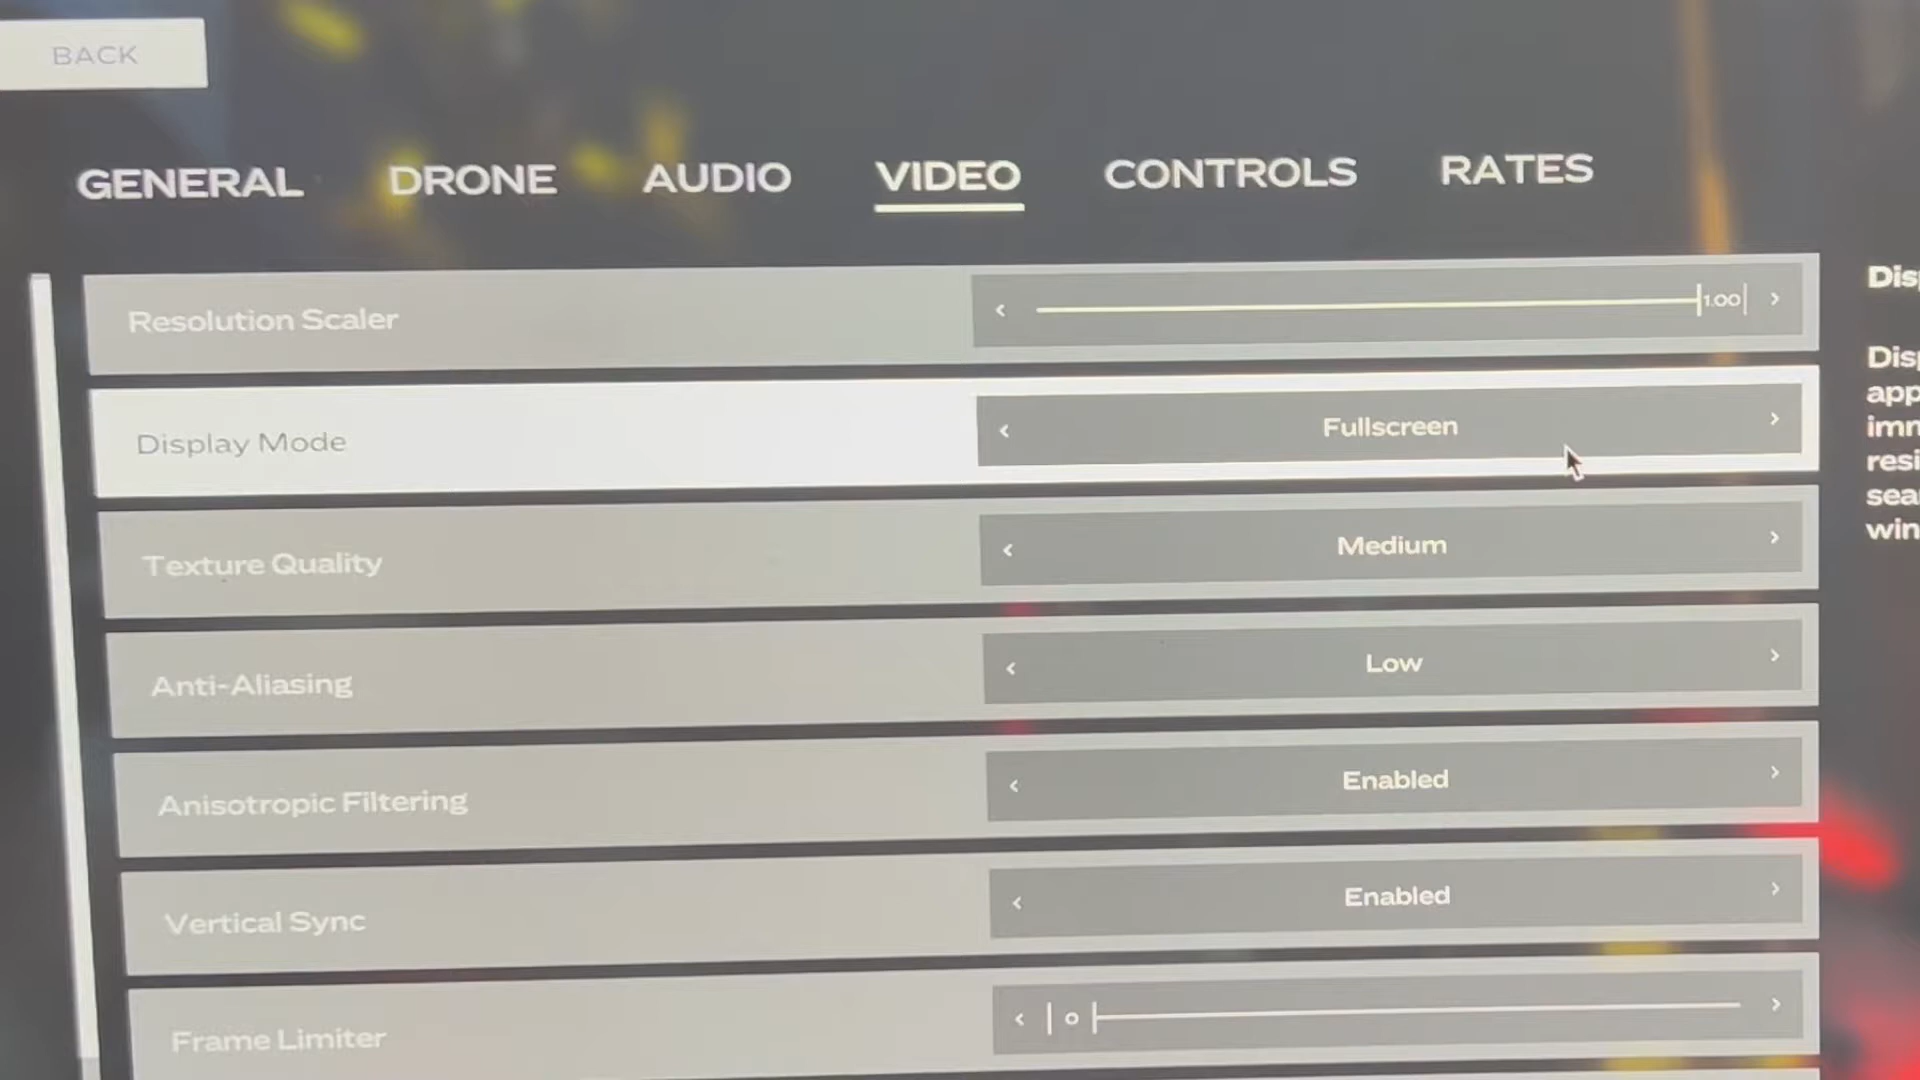 BACK
GENERAL DRONE AUDIO VIDEO CONTROLS RATES
Resolution Scaler < 1.00 >
Display Mode < Fullscreen >
Texture Quality < Medium >
Anti-Aliasing < Low >
Anisotropic Filtering < Enabled >
Vertical Sync < Enabled >
Frame Limiter < 0 >